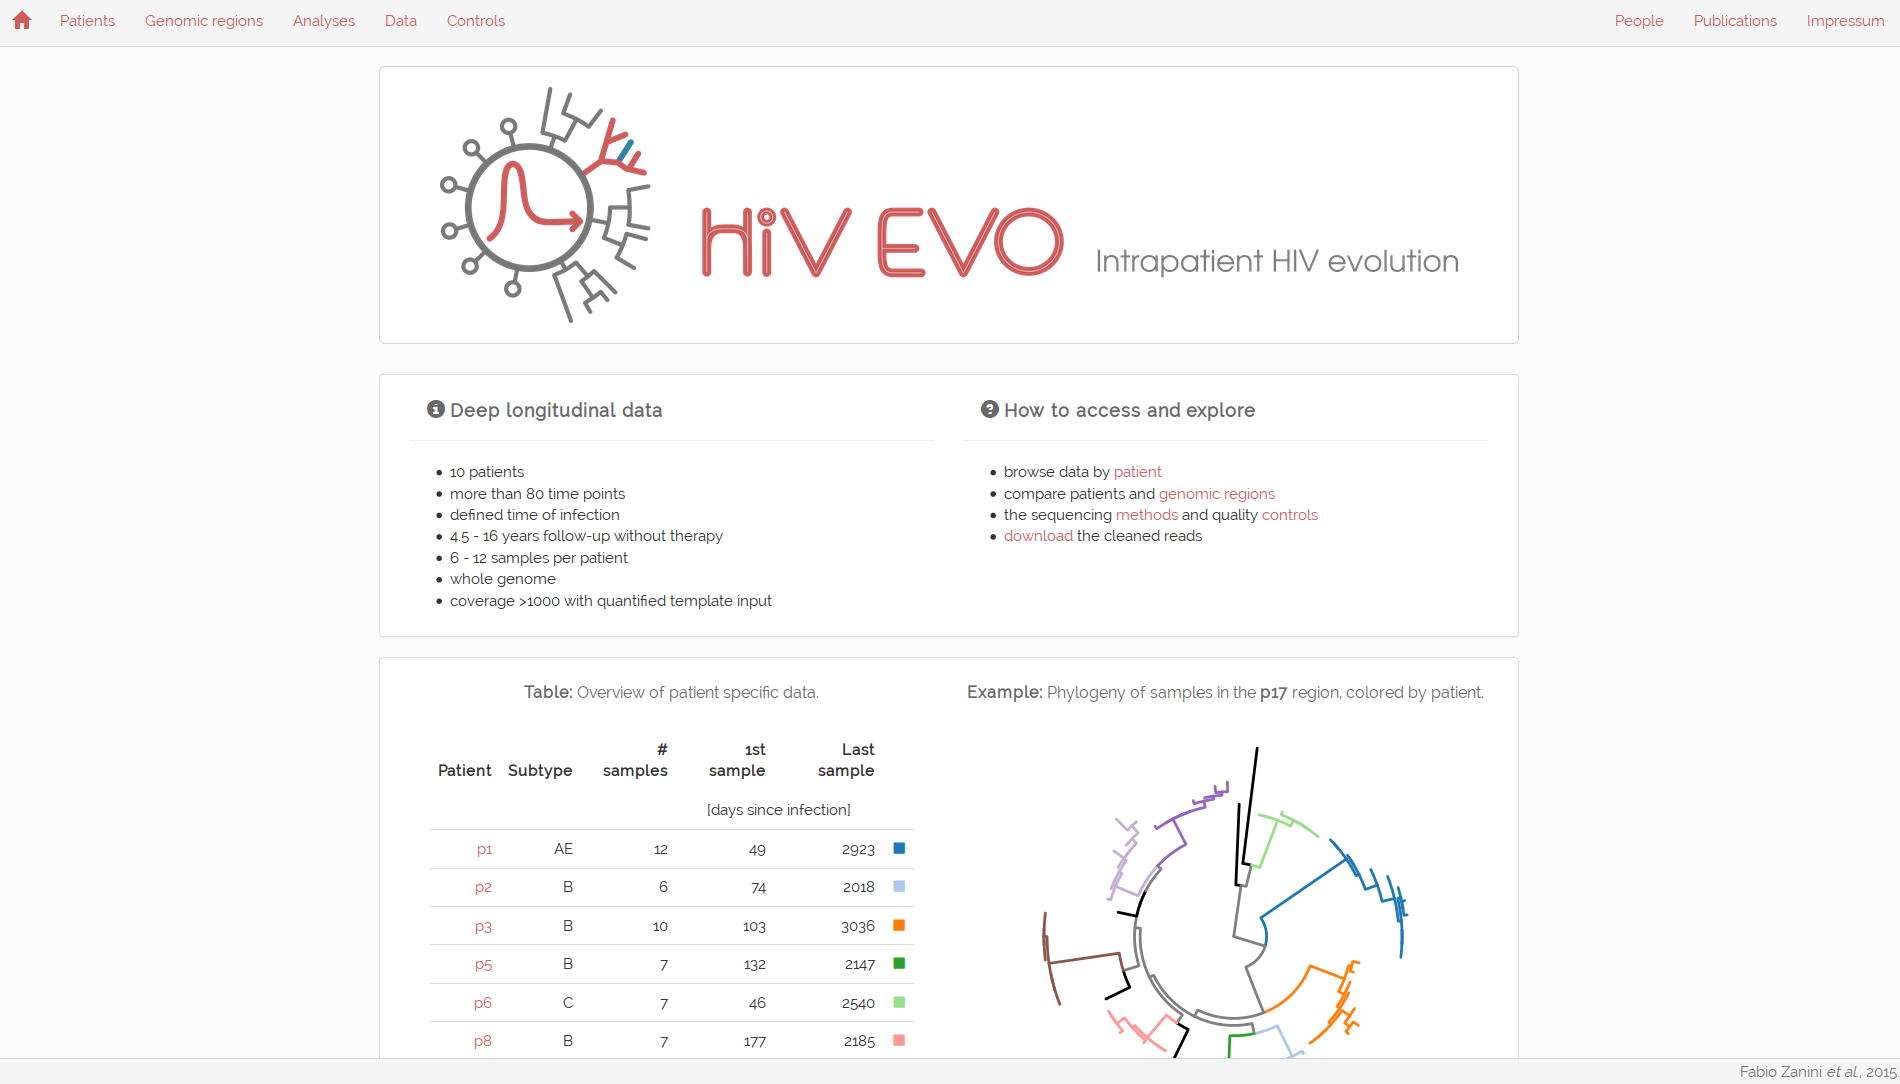 Patients Genomic regions Analyses Data Controls People Publications Impressum
HiV EVO Intrapatient HIV evolution
Deep longitudinal data
10 patients
more than 80 time points
defined time of infection
4.5 - 16 years follow-up without therapy
6 - 12 samples per patient
whole genome
coverage >1000 with quantified template input
How to access and explore
browse data by patient
compare patients and genomic regions
the sequencing methods and quality controls
download the cleaned reads
Table: Overview of patient specific data.
Patient Subtype # samples 1st sample Last sample
[days since infection]
p1 AE 12 49 2923
p2 B 6 74 2018
p3 B 10 103 3036
p5 B 7 132 2147
p6 C 7 46 2540
p8 B 7 177 2185
Example: Phylogeny of samples in the p17 region, colored by patient.
Fabio Zanini et al., 2015.